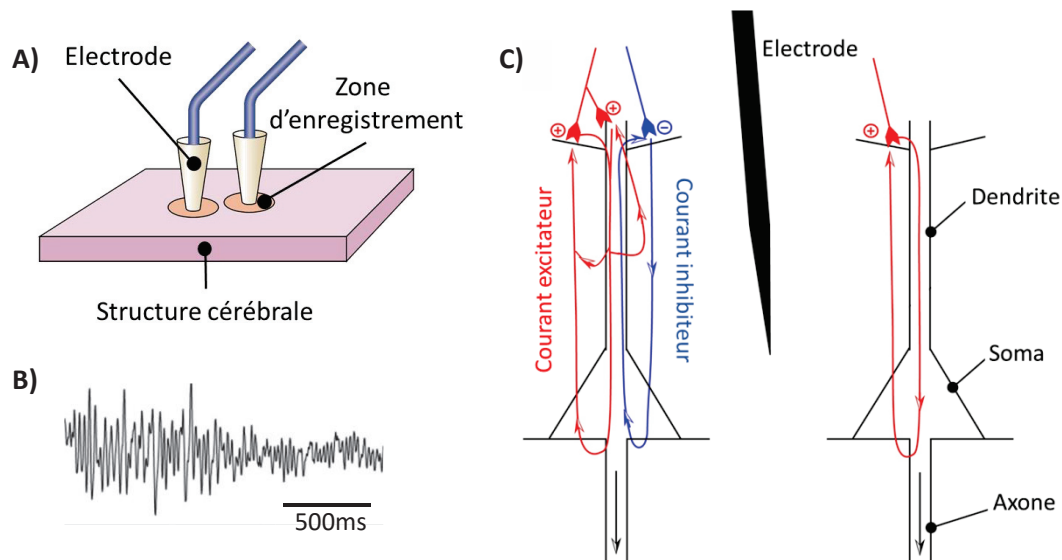 A)
Electrode
Zone
d'enregistrement
Structure cérébrale
B)
500ms
C)
Electrode
+
+
−
Courant excitateur
Courant inhibiteur
+
Dendrite
Soma
Axone